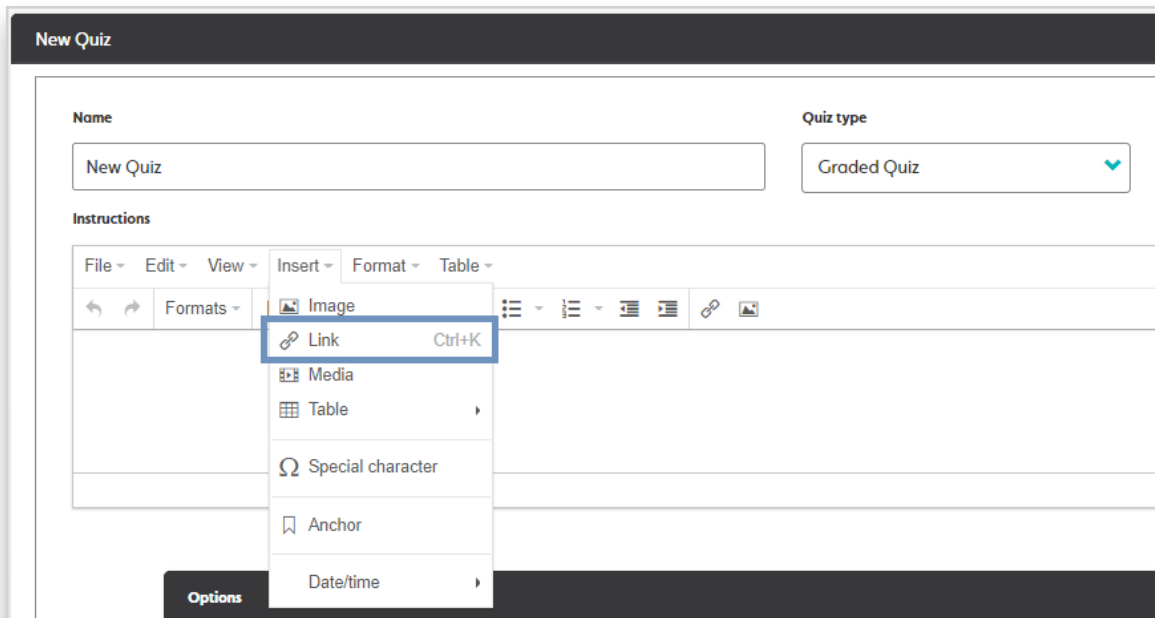 New Quiz
Name
Quiz type
New Quiz
Graded Quiz
Instructions
File Edit View Insert Format Table
Formats Image
Link Ctrl+K
Media
Table
Special character
Anchor
Date/time
Options